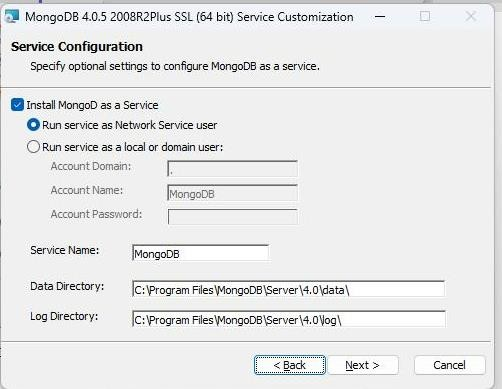 MongoDB 4.0.5 2008R2Plus SSL (64 bit) Service Customization
Service Configuration
Specify optional settings to configure MongoDB as a service.
Install MongoD as a Service
Run service as Network Service user
Run service as a local or domain user:
Account Domain: .
Account Name: MongoDB
Account Password:
Service Name: MongoDB
Data Directory: C:\Program Files\MongoDB\Server\4.0\data\
Log Directory: C:\Program Files\MongoDB\Server\4.0\log\
< Back Next > Cancel